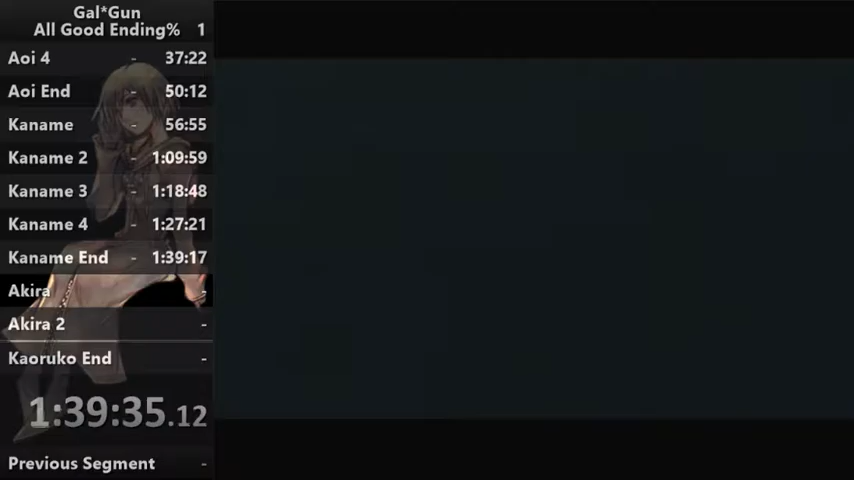 Gal*Gun
All Good Ending% 1
Aoi 4 - 37:22
Aoi End - 50:12
Kaname - 56:55
Kaname 2 - 1:09:59
Kaname 3 - 1:18:48
Kaname 4 - 1:27:21
Kaname End - 1:39:17
Akira -
Akira 2 -
Kaoruko End -
1:39:35.12
Previous Segment -